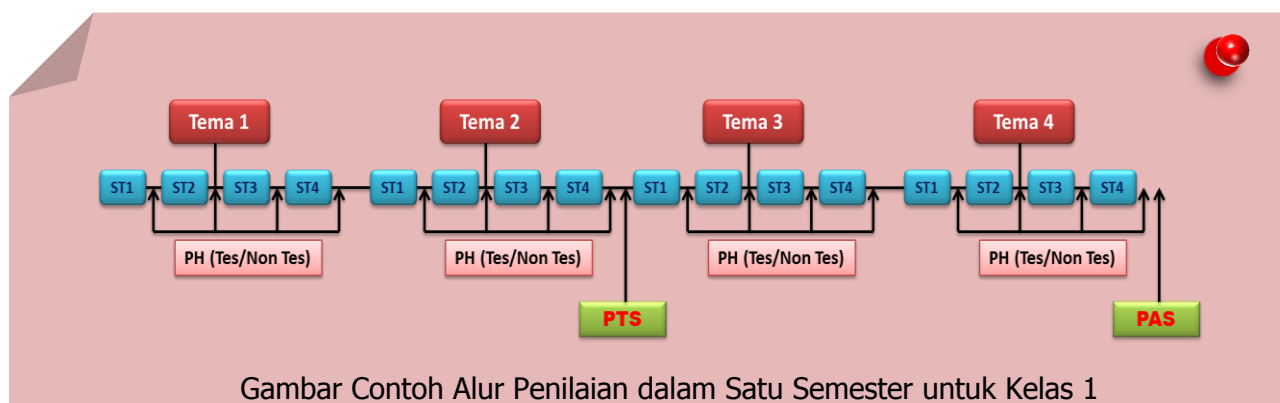 Tema 1 Tema 2 Tema 3 Tema 4
ST1 ST2 ST3 ST4 ST1 ST2 ST3 ST4 ST1 ST2 ST3 ST4 ST1 ST2 ST3 ST4
PH (Tes/Non Tes) PH (Tes/Non Tes) PH (Tes/Non Tes) PH (Tes/Non Tes)
PTS PAS
Gambar Contoh Alur Penilaian dalam Satu Semester untuk Kelas 1